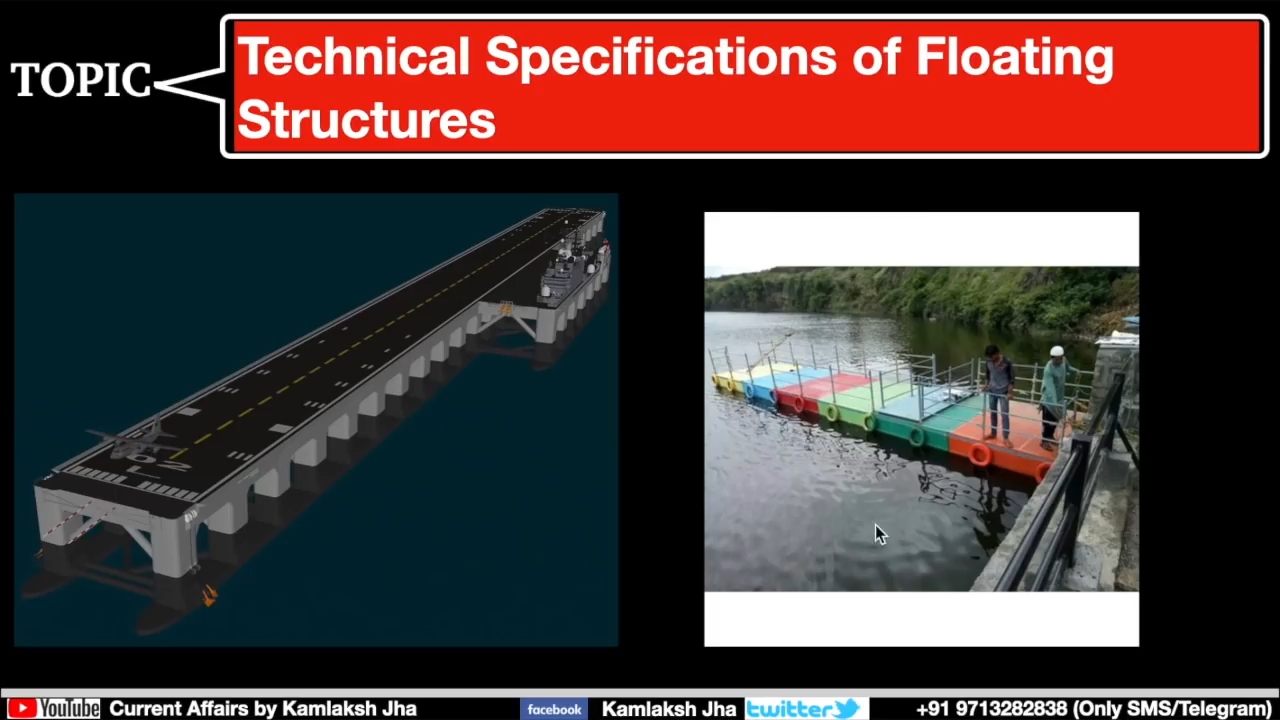 TOPIC
Technical Specifications of Floating
Structures
02
L
YouTube Current Affairs by Kamlaksh Jha facebook Kamlaksh Jha twitter +91 9713282838 (Only SMS/Telegram)